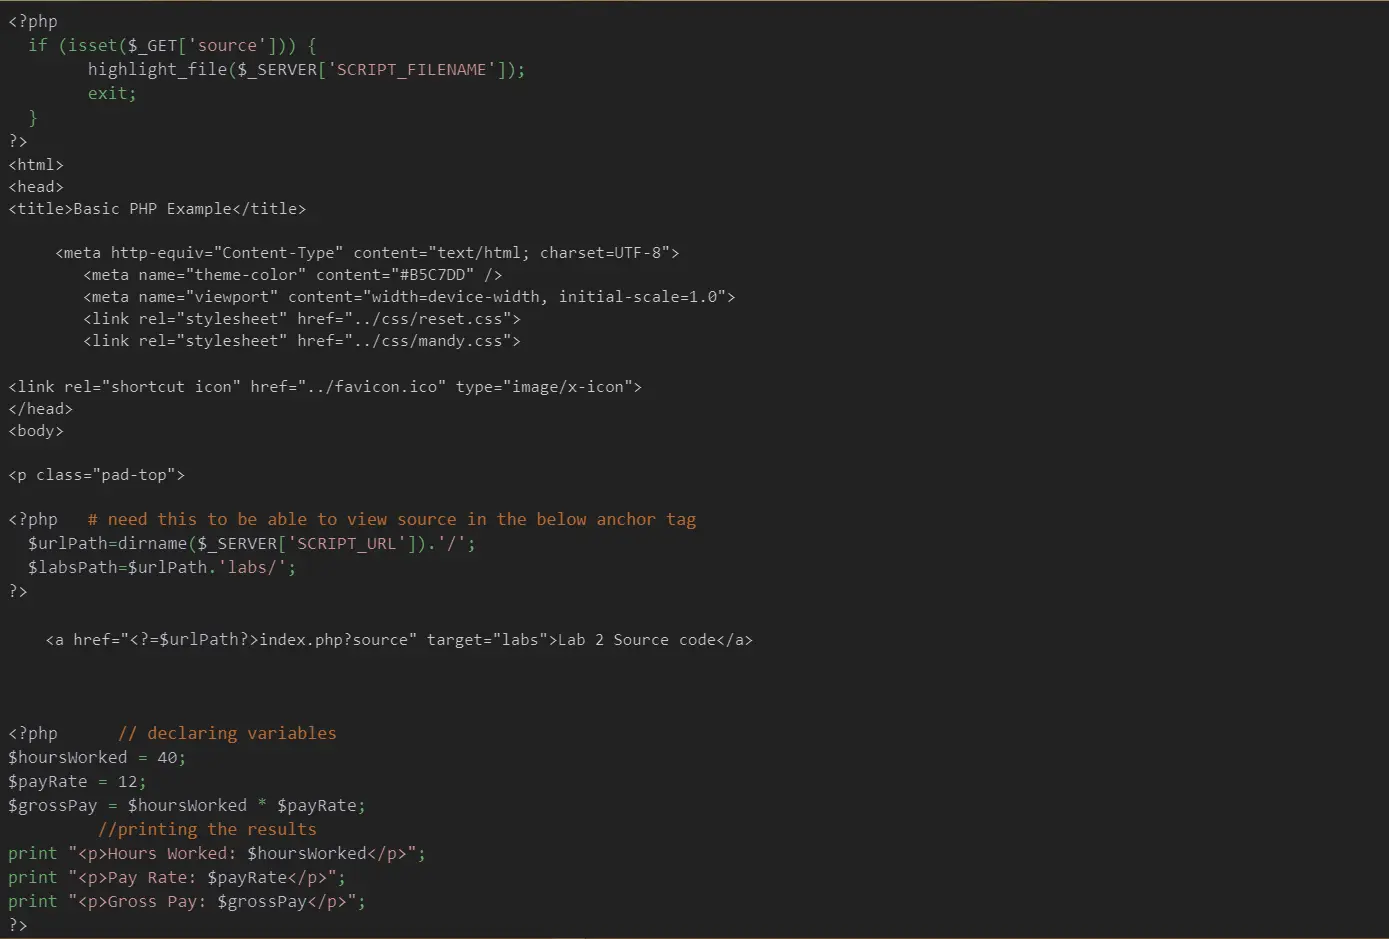 <?php
  if (isset($_GET['source'])) {
        highlight_file($_SERVER['SCRIPT_FILENAME']);
        exit;
  }
?>
<html>
<head>
<title>Basic PHP Example</title>
     <meta http-equiv="Content-Type" content="text/html; charset=UTF-8">
        <meta name="theme-color" content="#B5C7DD" />
        <meta name="viewport" content="width=device-width, initial-scale=1.0">
        <link rel="stylesheet" href="../css/reset.css">
        <link rel="stylesheet" href="../css/mandy.css">
<link rel="shortcut icon" href="../favicon.ico" type="image/x-icon">
</head>
<body>
<p class="pad-top">
<?php   # need this to be able to view source in the below anchor tag
  $urlPath=dirname($_SERVER['SCRIPT_URL']).'/';
  $labsPath=$urlPath.'labs/';
?>
    <a href="<?=$urlPath?>index.php?source" target="labs">Lab 2 Source code</a>
<?php      // declaring variables
$hoursWorked = 40;
$payRate = 12;
$grossPay = $hoursWorked * $payRate;
         //printing the results
print "<p>Hours Worked: $hoursWorked</p>";
print "<p>Pay Rate: $payRate</p>";
print "<p>Gross Pay: $grossPay</p>";
?>